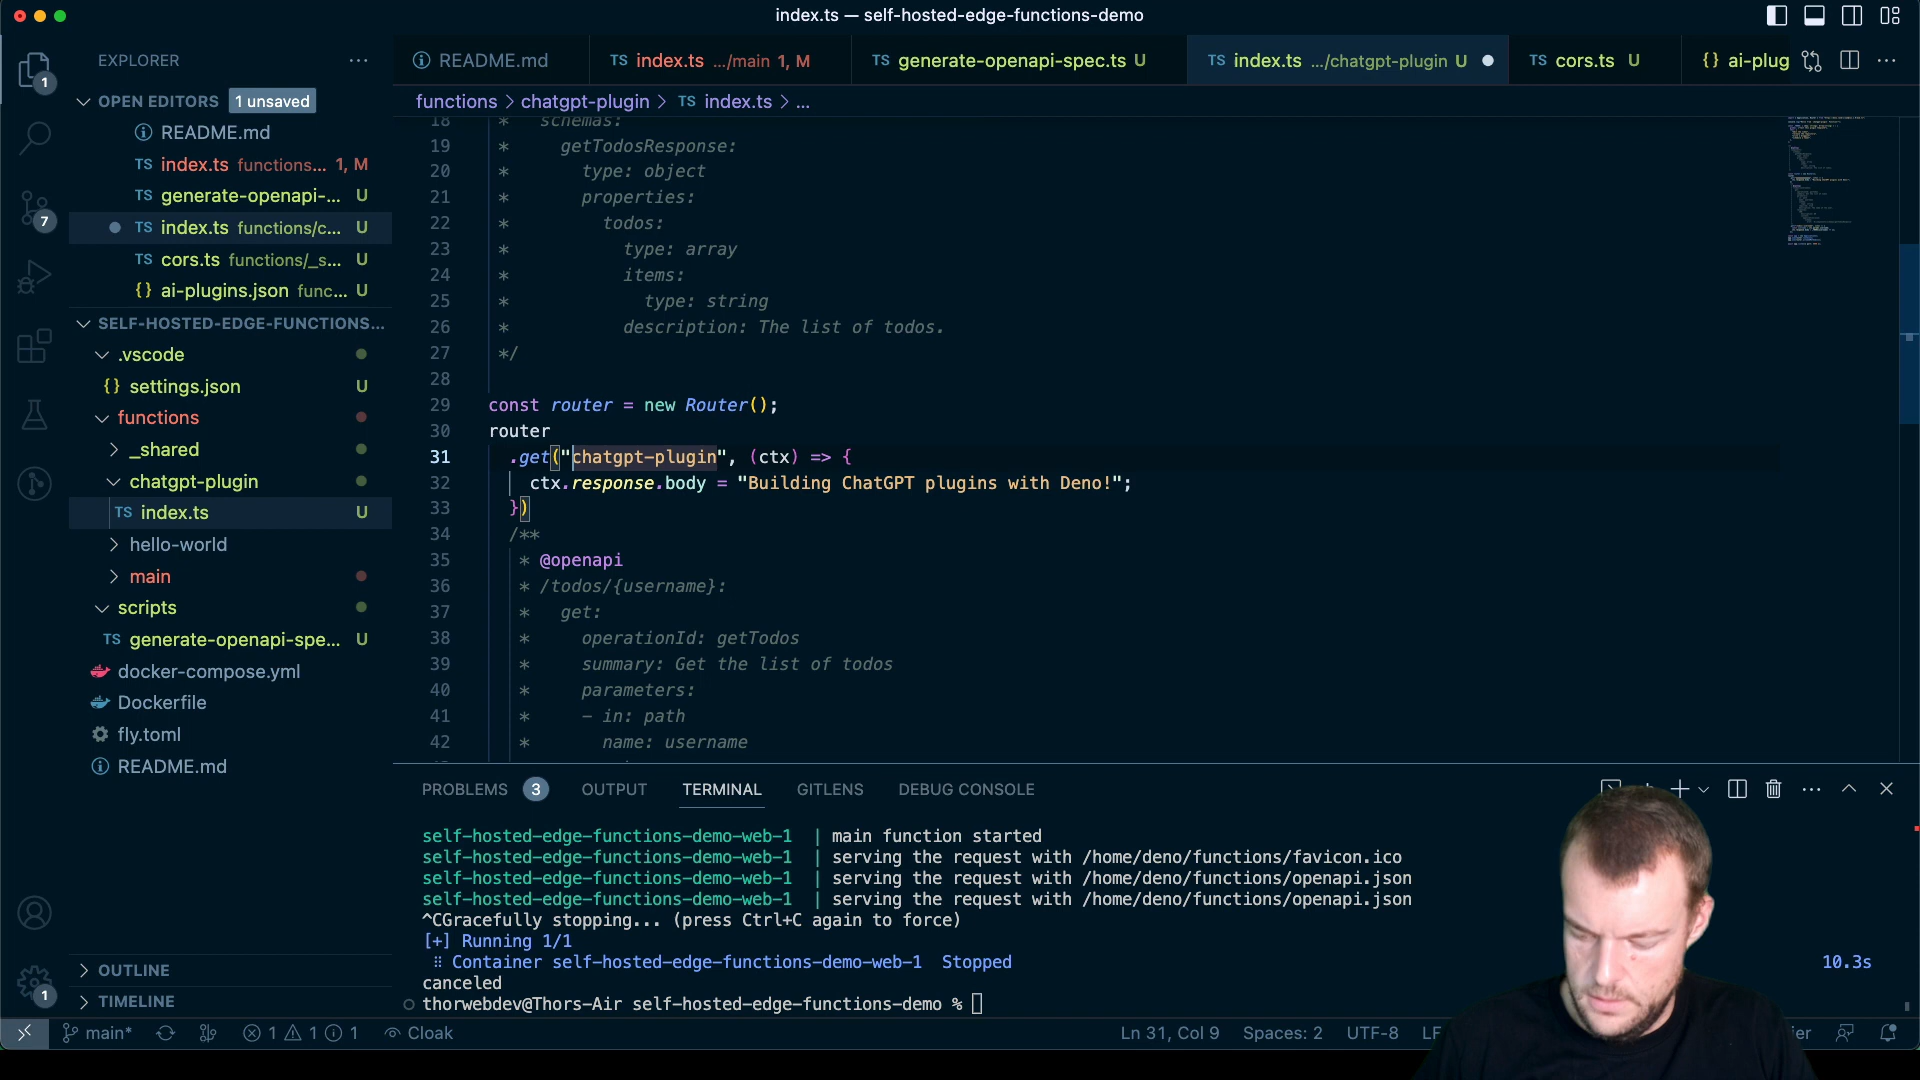 index.ts — self-hosted-edge-functions-demo
EXPLORER
OPEN EDITORS 1 unsaved
README.md
TS index.ts functions... 1, M
TS generate-openapi-... U
TS index.ts functions/c... U
TS cors.ts functions/_s... U
{} ai-plugins.json func... U
SELF-HOSTED-EDGE-FUNCTIONS...
.vscode
{} settings.json U
functions
_shared
chatgpt-plugin
TS index.ts U
hello-world
main
scripts
TS generate-openapi-spe... U
docker-compose.yml
Dockerfile
fly.toml
README.md
OUTLINE
TIMELINE
1
7
1
README.md
TS index.ts .../main 1, M
TS generate-openapi-spec.ts U
TS index.ts .../chatgpt-plugin U
TS cors.ts U
{} ai-plug
functions > chatgpt-plugin > TS index.ts > ...
18 * schemas:
19 * getTodosResponse:
20 * type: object
21 * properties:
22 * todos:
23 * type: array
24 * items:
25 * type: string
26 * description: The list of todos.
27 */
28
29 const router = new Router();
30 router
31 .get("chatgpt-plugin", (ctx) => {
32 ctx.response.body = "Building ChatGPT plugins with Deno!";
33 })
34 /**
35 * @openapi
36 * /todos/{username}:
37 * get:
38 * operationId: getTodos
39 * summary: Get the list of todos
40 * parameters:
41 * - in: path
42 * name: username
PROBLEMS 3 OUTPUT TERMINAL GITLENS DEBUG CONSOLE
self-hosted-edge-functions-demo-web-1 | main function started
self-hosted-edge-functions-demo-web-1 | serving the request with /home/deno/functions/favicon.ico
self-hosted-edge-functions-demo-web-1 | serving the request with /home/deno/functions/openapi.json
self-hosted-edge-functions-demo-web-1 | serving the request with /home/deno/functions/openapi.json
^CGracefully stopping... (press Ctrl+C again to force)
[+] Running 1/1
⠿ Container self-hosted-edge-functions-demo-web-1 Stopped 10.3s
canceled
thorwebdev@Thors-Air self-hosted-edge-functions-demo %
main* 1 1 1 Cloak Ln 31, Col 9 Spaces: 2 UTF-8